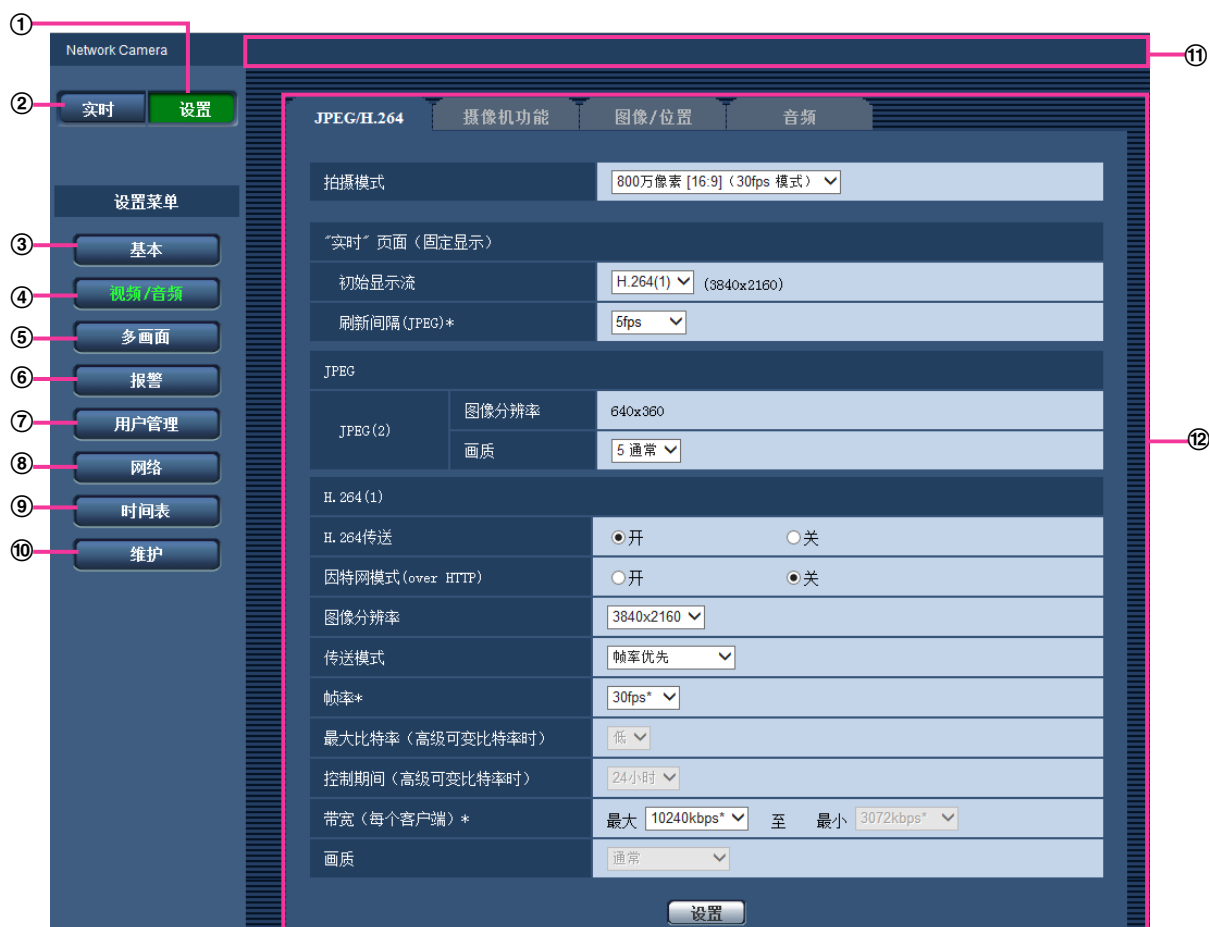 ①
Network Camera
⑪
② 实时 设置
JPEG/H.264 摄像机功能 图像/位置 音频
拍摄模式 800万像素 [16:9]（30fps 模式）
设置菜单
③ 基本
④ 视频/音频
⑤ 多画面
⑥ 报警
⑦ 用户管理
⑧ 网络
⑨ 时间表
⑩ 维护
"实时" 页面（固定显示）
初始显示流 H.264(1) (3840x2160)
刷新间隔(JPEG)* 5fps
JPEG
JPEG(2) 图像分辨率 640x360
画质 5 通常
⑫
H.264(1)
H.264传送 开 关
因特网模式(over HTTP) 开 关
图像分辨率 3840x2160
传送模式 帧率优先
帧率* 30fps*
最大比特率（高级可变比特率时） 低
控制期间（高级可变比特率时） 24小时
带宽（每个客户端）* 最大 10240kbps* 至 最小 3072kbps*
画质 通常
设置